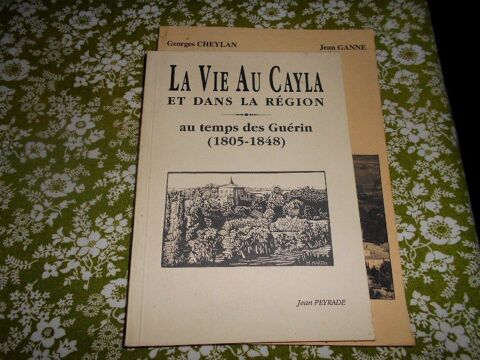 Georges CHEYLAN
Jean GANNE
LA VIE AU CAYLA
ET DANS LA RÉGION
au temps des Guérin
(1805-1848)
Jean PEYRADE